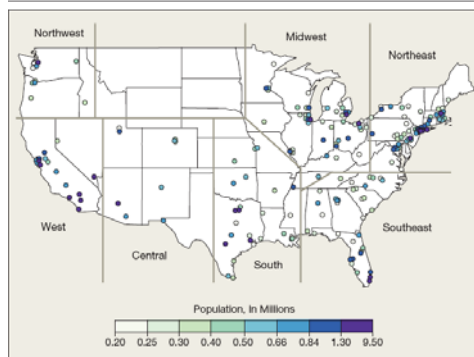 Northwest
Midwest
Northeast
West
Central
South
Southeast
Population, In Millions
0.20 0.25 0.30 0.40 0.50 0.66 0.84 1.30 9.50